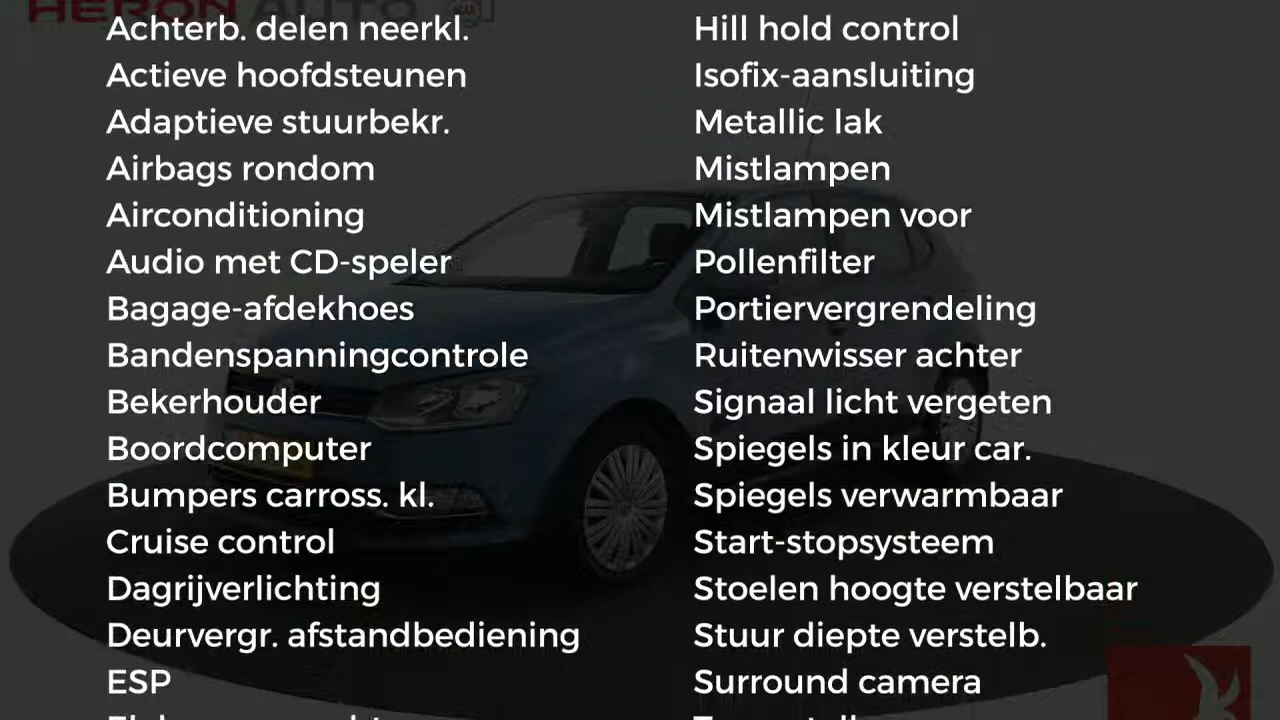 HERON AUTO
Achterb. delen neerkl.
Actieve hoofdsteunen
Adaptieve stuurbekr.
Airbags rondom
Airconditioning
Audio met CD-speler
Bagage-afdekhoes
Bandenspanningcontrole
Bekerhouder
Boordcomputer
Bumpers carross. kl.
Cruise control
Dagrijverlichting
Deurvergr. afstandbediening
ESP
Hill hold control
Isofix-aansluiting
Metallic lak
Mistlampen
Mistlampen voor
Pollenfilter
Portiervergrendeling
Ruitenwisser achter
Signaal licht vergeten
Spiegels in kleur car.
Spiegels verwarmbaar
Start-stopsysteem
Stoelen hoogte verstelbaar
Stuur diepte verstelb.
Surround camera